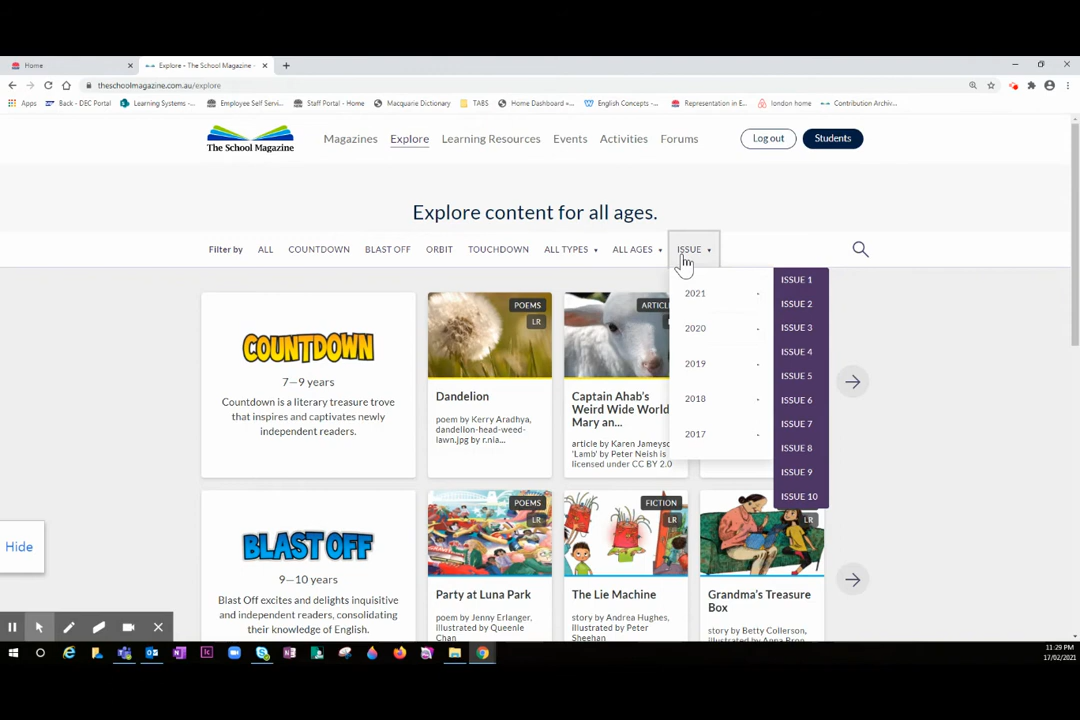 Home
Explore - The School Magazine -
theschoolmagazine.com.au/explore
Apps
Back - DEC Portal
Learning Systems -...
Employee Self Servi...
Staff Portal - Home
Macquarie Dictionary
TABS
Home Dashboard »...
English Concepts -...
Representation in E...
london home
Contribution Archiv...
The School Magazine
Magazines
Explore
Learning Resources
Events
Activities
Forums
Log out
Students
Explore content for all ages.
Filter by
ALL
COUNTDOWN
BLAST OFF
ORBIT
TOUCHDOWN
ALL TYPES
ALL AGES
ISSUE
2021
2020
2019
2018
2017
ISSUE 1
ISSUE 2
ISSUE 3
ISSUE 4
ISSUE 5
ISSUE 6
ISSUE 7
ISSUE 8
ISSUE 9
ISSUE 10
COUNTDOWN
7—9 years
Countdown is a literary treasure trove
that inspires and captivates newly
independent readers.
POEMS
LR
Dandelion
poem by Kerry Aradhya,
dandelion-head-weed-
lawn.jpg by r.nia...
Captain Ahab's
Weird Wide World
Mary an...
article by Karen Jameyso
'Lamb' by Peter Neish is
licensed under CC BY 2.0
BLAST OFF
9—10 years
Blast Off excites and delights inquisitive
and independent readers, consolidating
their knowledge of English.
POEMS
LR
Party at Luna Park
poem by Jenny Erlanger,
illustrated by Queenie
Chan
FICTION
LR
The Lie Machine
story by Andrea Hughes,
illustrated by Peter
Sheehan
LR
Grandma's Treasure
Box
story by Betty Collerson,
Hide
11:29 PM
17/02/2021